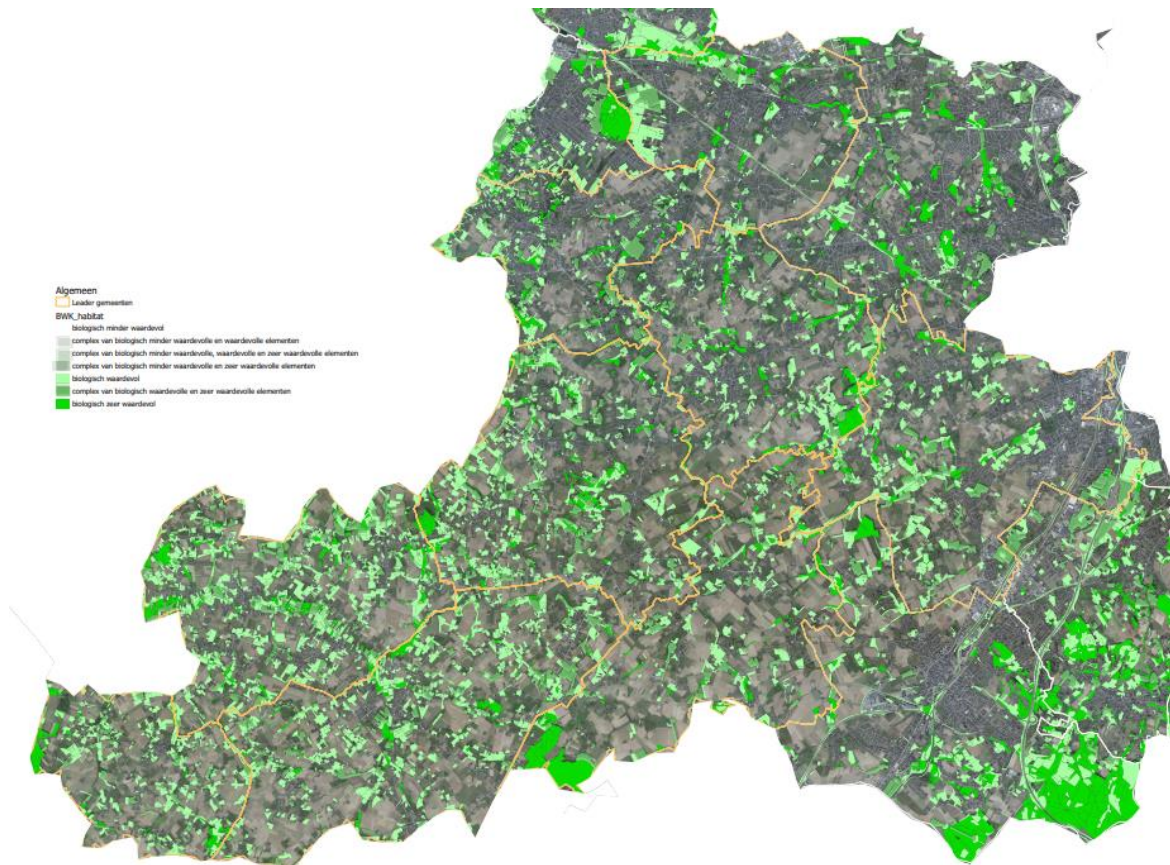 Algemeen
Leader gemeenten
BWK_habitat
biologisch minder waardevol
complex van biologisch minder waardevolle en waardevolle elementen
complex van biologisch minder waardevolle, waardevolle en zeer waardevolle elementen
complex van biologisch minder waardevolle en zeer waardevolle elementen
biologisch waardevol
complex van biologisch waardevolle en zeer waardevolle elementen
biologisch zeer waardevol